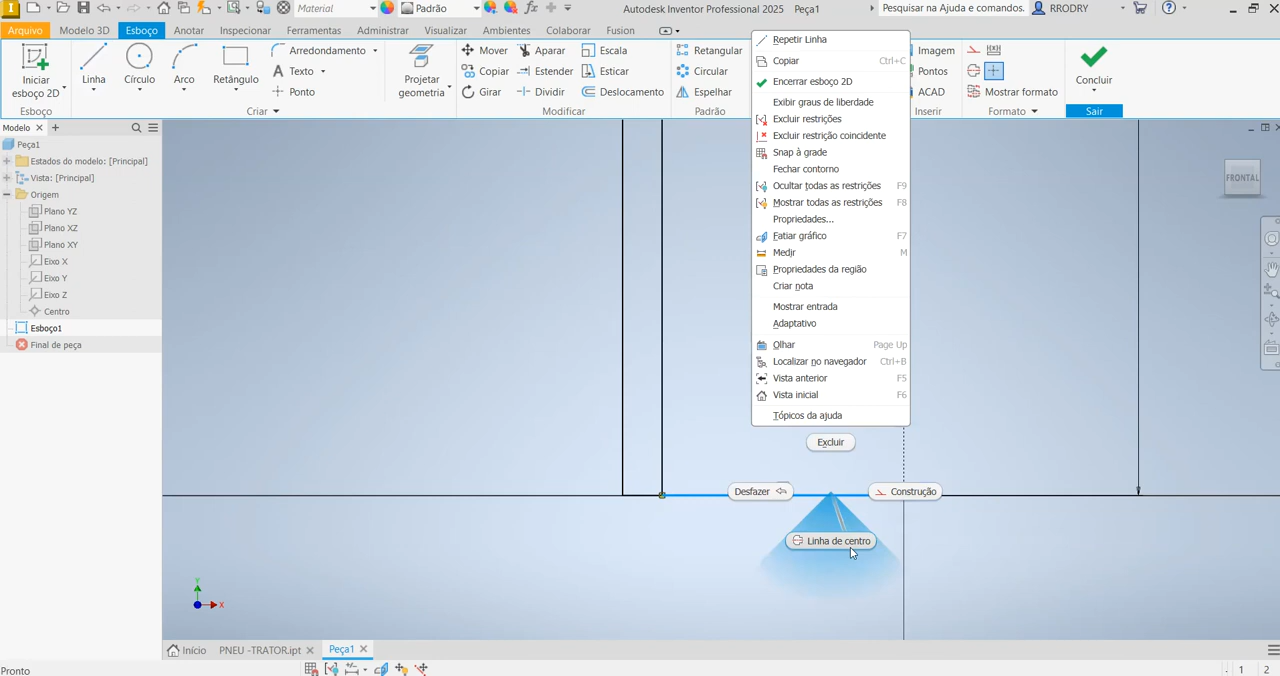 Material
Padrão
Autodesk Inventor Professional 2025 Peça1
Pesquisar na Ajuda e comandos.
RRODRY
Arquivo Modelo 3D Esboço Anotar Inspecionar Ferramentas Administrar Visualizar Ambientes Colaborar Fusion
Iniciar esboço 2D
Linha
Círculo
Arco
Retângulo
Arredondamento
Texto
Ponto
Projetar geometria
Mover Aparar Escala
Copiar Estender Esticar
Girar Dividir Deslocamento
Retangular
Circular
Espelhar
Imagem
Pontos
ACAD
Mostrar formato
Concluir
Esboço Criar Modificar Padrão Inserir Formato Sair
Modelo
Peça1
Estados do modelo: [Principal]
Vista: [Principal]
Origem
Plano YZ
Plano XZ
Plano XY
Eixo X
Eixo Y
Eixo Z
Centro
Esboço1
Final de peça
Repetir Linha
Copiar Ctrl+C
Encerrar esboço 2D
Exibir graus de liberdade
Excluir restrições
Excluir restrição coincidente
Snap à grade
Fechar contorno
Ocultar todas as restrições F9
Mostrar todas as restrições F8
Propriedades...
Fatiar gráfico F7
Medir M
Propriedades da região
Criar nota
Mostrar entrada
Adaptativo
Olhar Page Up
Localizar no navegador Ctrl+B
Vista anterior F5
Vista inicial F6
Tópicos da ajuda
Excluir
Desfazer
Construção
Linha de centro
FRONTAL
Y
X
Início PNEU -TRATOR.ipt Peça1
Pronto
1 2